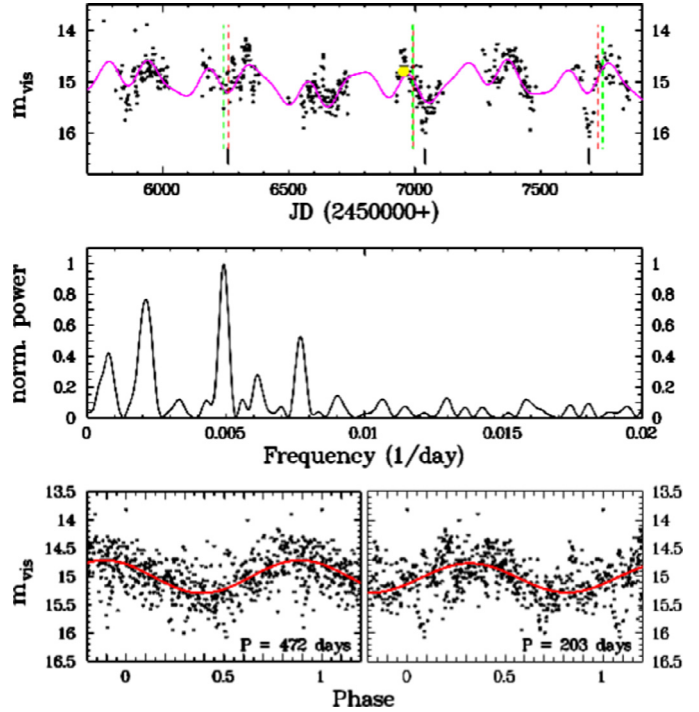 14 14
15 15
16 16
m_vis
6000 6500 7000 7500
JD (2450000+)
1 1
0.8 0.8
0.6 0.6
0.4 0.4
0.2 0.2
0 0
norm. power
0 0.005 0.01 0.015 0.02
Frequency (1/day)
13.5 13.5
14 14
14.5 14.5
15 15
15.5 15.5
16 16
16.5 16.5
m_vis
P = 472 days P = 203 days
0 0.5 1 0 0.5 1
Phase